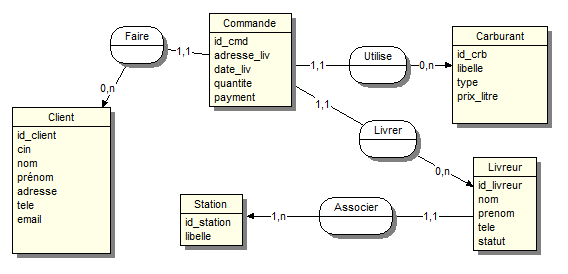 Commande
id_cmd
adresse_liv
date_liv
quantite
payment
Faire
1,1
0,n
Utilise
1,1
0,n
Carburant
id_crb
libelle
type
prix_litre
1,1
Livrer
0,n
Client
id_client
cin
nom
prénom
adresse
tele
email
Livreur
id_livreur
nom
prenom
tele
statut
Station
id_station
libelle
1,n
Associer
1,1